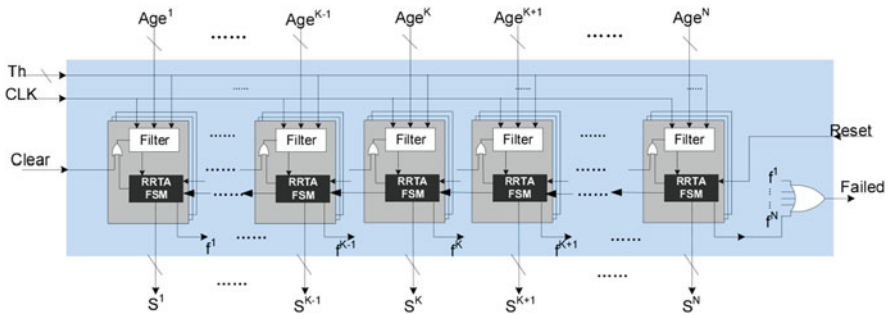 Age¹ ...... Age^K-1 Age^K Age^K+1 ...... Age^N
Th
CLK
Filter ...... Filter Filter Filter ...... Filter
Reset
Clear
RRTA FSM ...... RRTA FSM RRTA FSM RRTA FSM ...... RRTA FSM
f¹
f^N
Failed
f¹ ...... f^K-1 f^K f^K+1 ......
S¹ ...... S^K-1 S^K S^K+1 ...... S^N